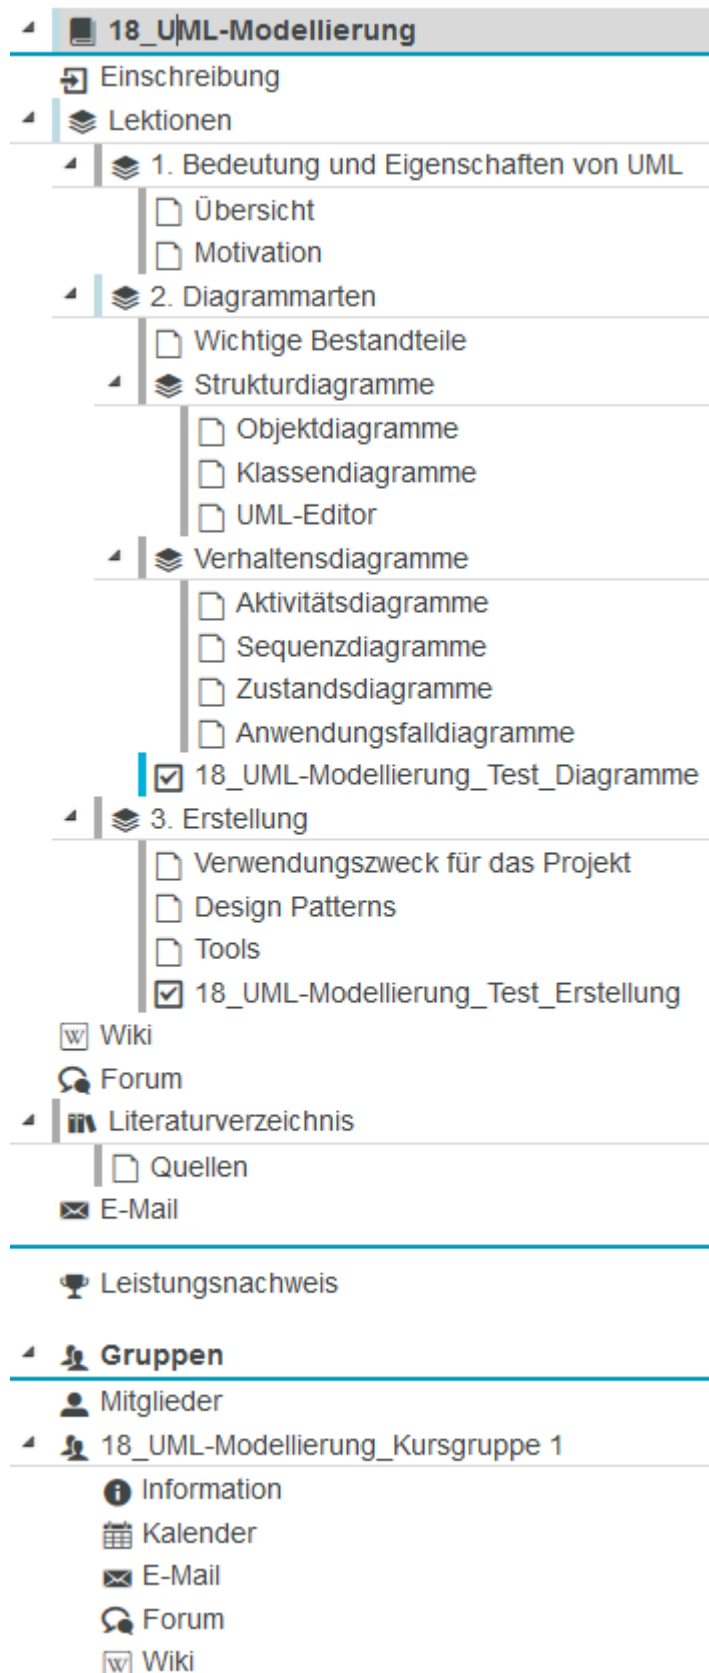 18_UML-Modellierung
Einschreibung
Lektionen
1. Bedeutung und Eigenschaften von UML
Übersicht
Motivation
2. Diagrammarten
Wichtige Bestandteile
Strukturdiagramme
Objektdiagramme
Klassendiagramme
UML-Editor
Verhaltensdiagramme
Aktivitätsdiagramme
Sequenzdiagramme
Zustandsdiagramme
Anwendungsfalldiagramme
18_UML-Modellierung_Test_Diagramme
3. Erstellung
Verwendungszweck für das Projekt
Design Patterns
Tools
18_UML-Modellierung_Test_Erstellung
W Wiki
Forum
Literaturverzeichnis
Quellen
E-Mail
Leistungsnachweis
Gruppen
Mitglieder
18_UML-Modellierung_Kursgruppe 1
Information
Kalender
E-Mail
Forum
W Wiki